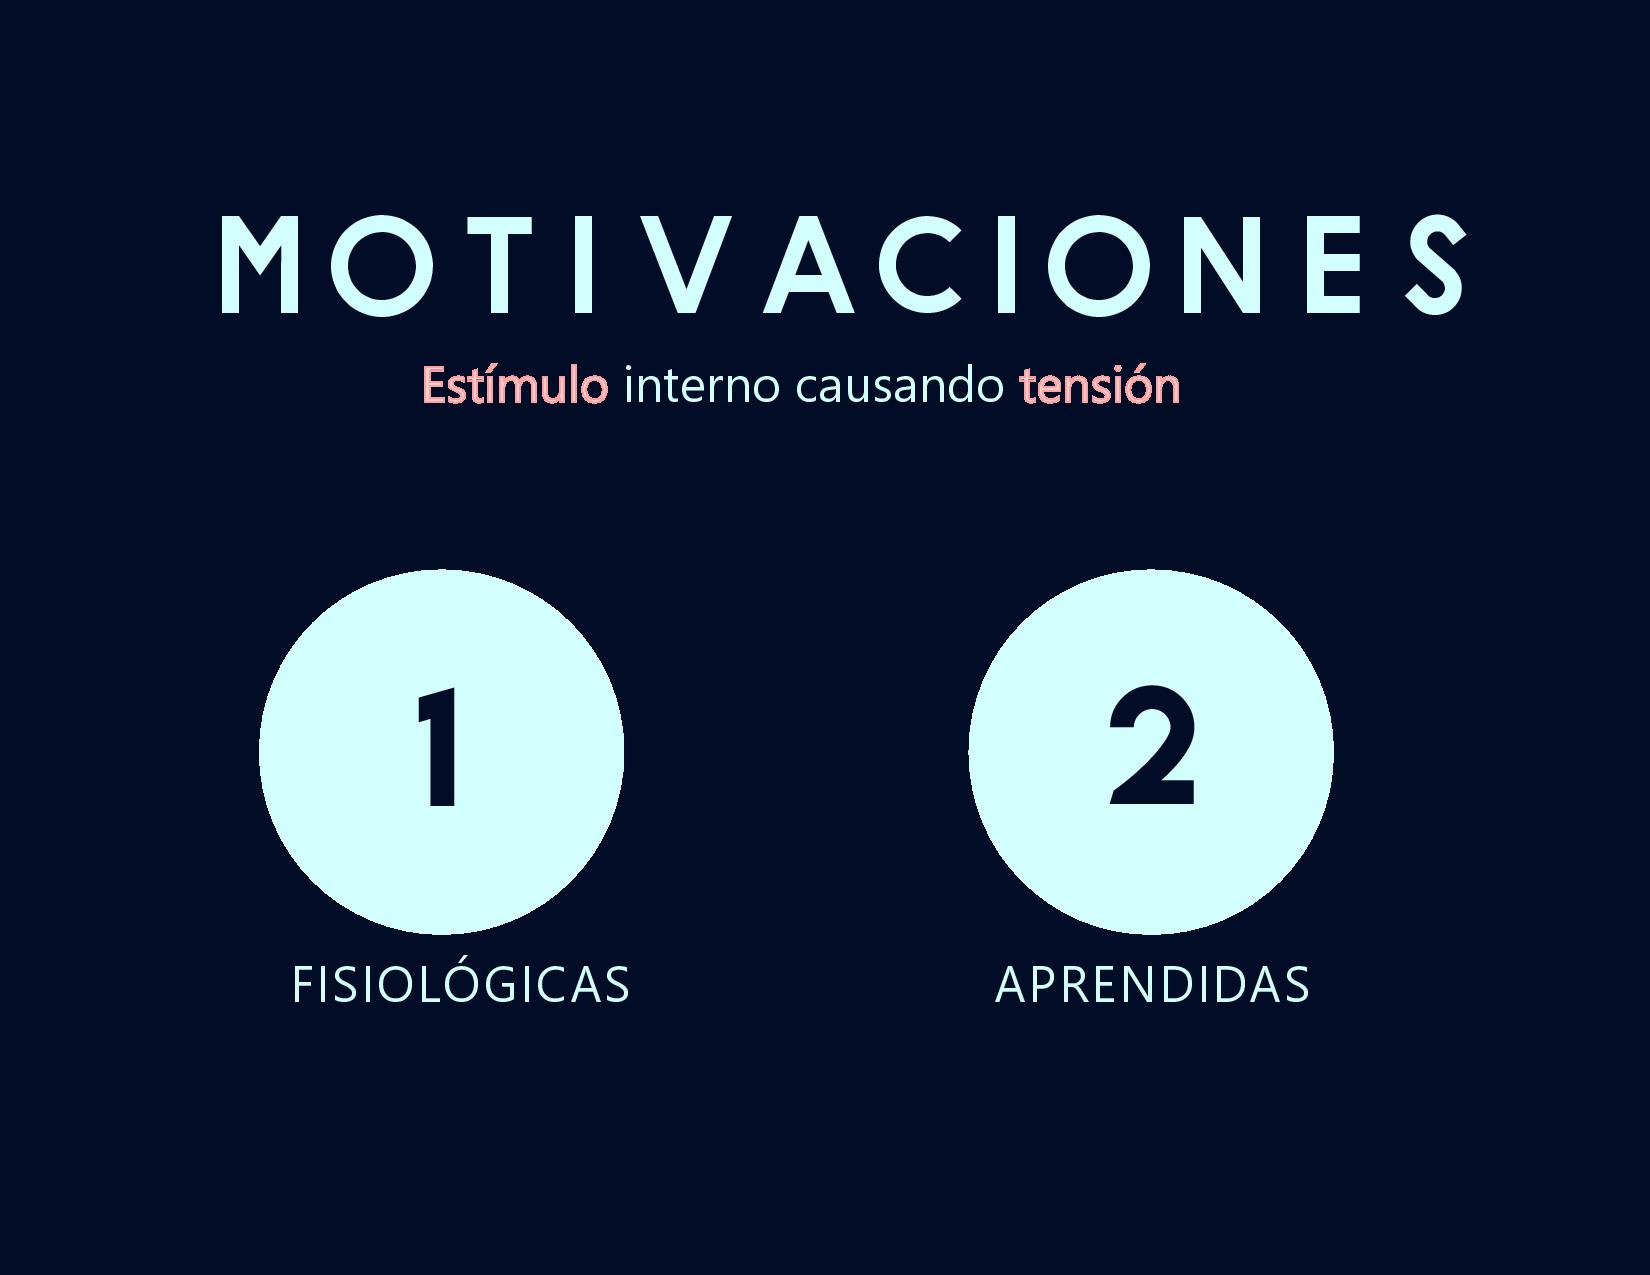 MOTIVACIONES
Estímulo interno causando tensión
1
2
FISIOLÓGICAS
APRENDIDAS